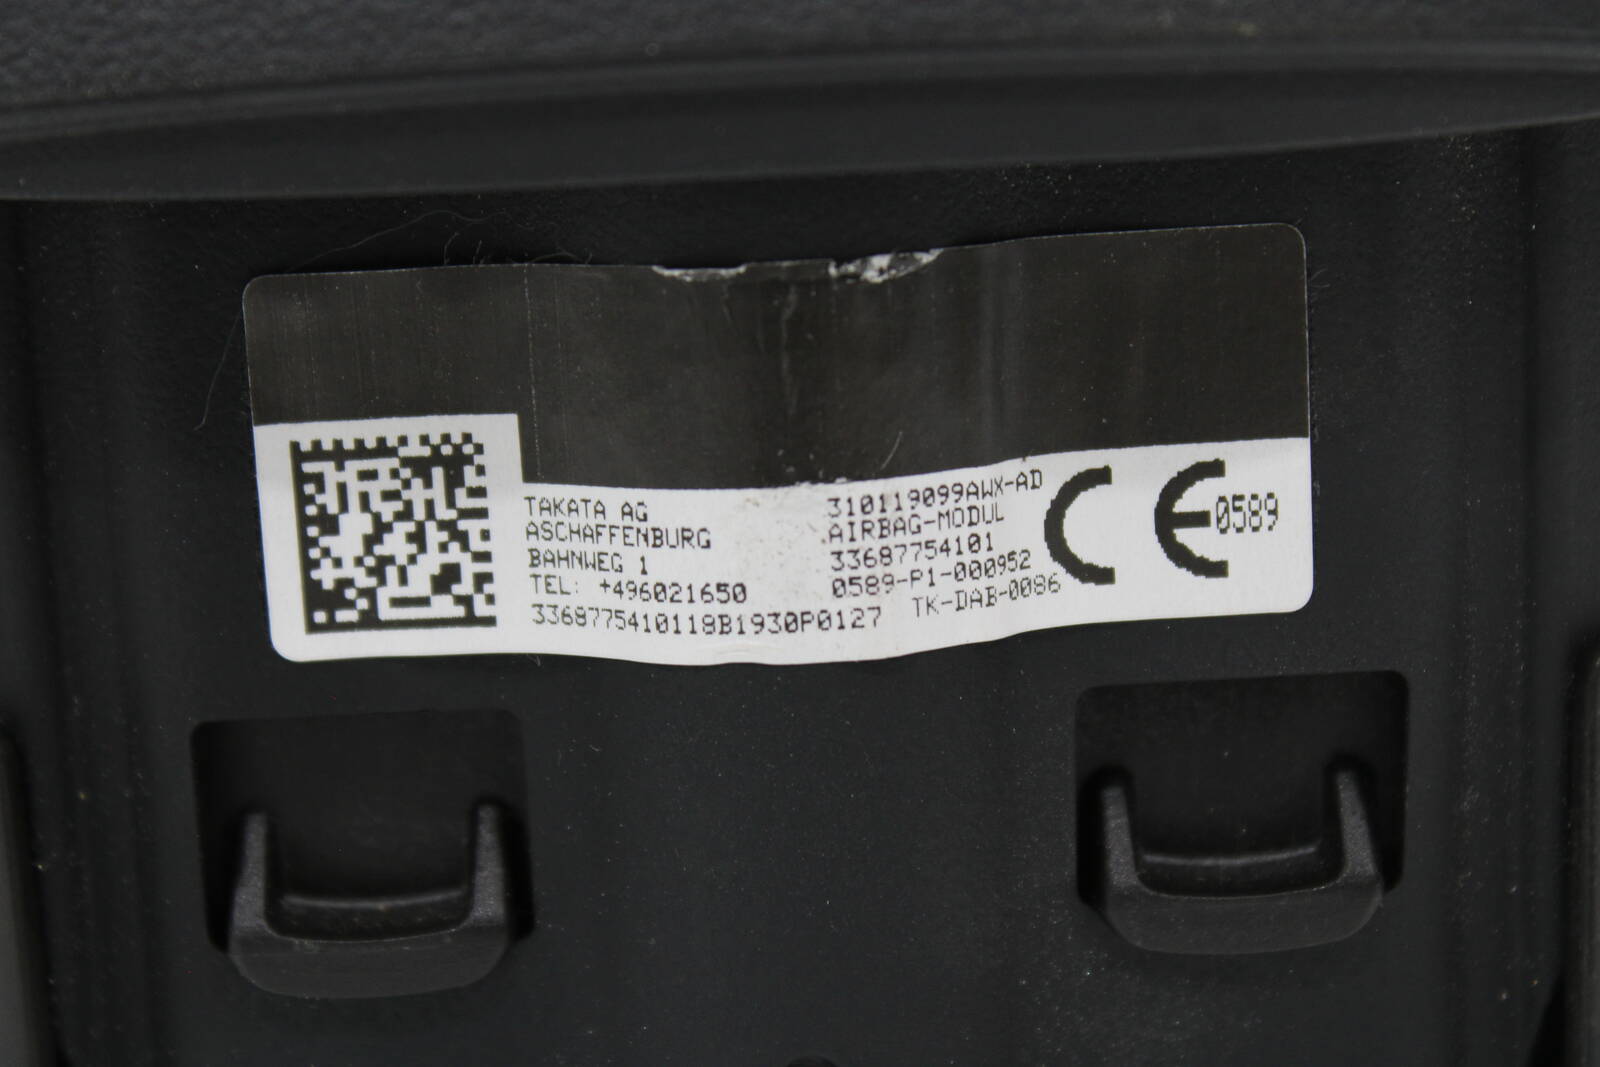 TAKATA AG
ASCHAFFENBURG
BAHNWEG 1
TEL: +496021650
3368775410118B1930P0127
310119099AWX-AD
AIRBAG-MODUL
33687754101
0589-P1-000952
TK-DAB-0086
CE 0589